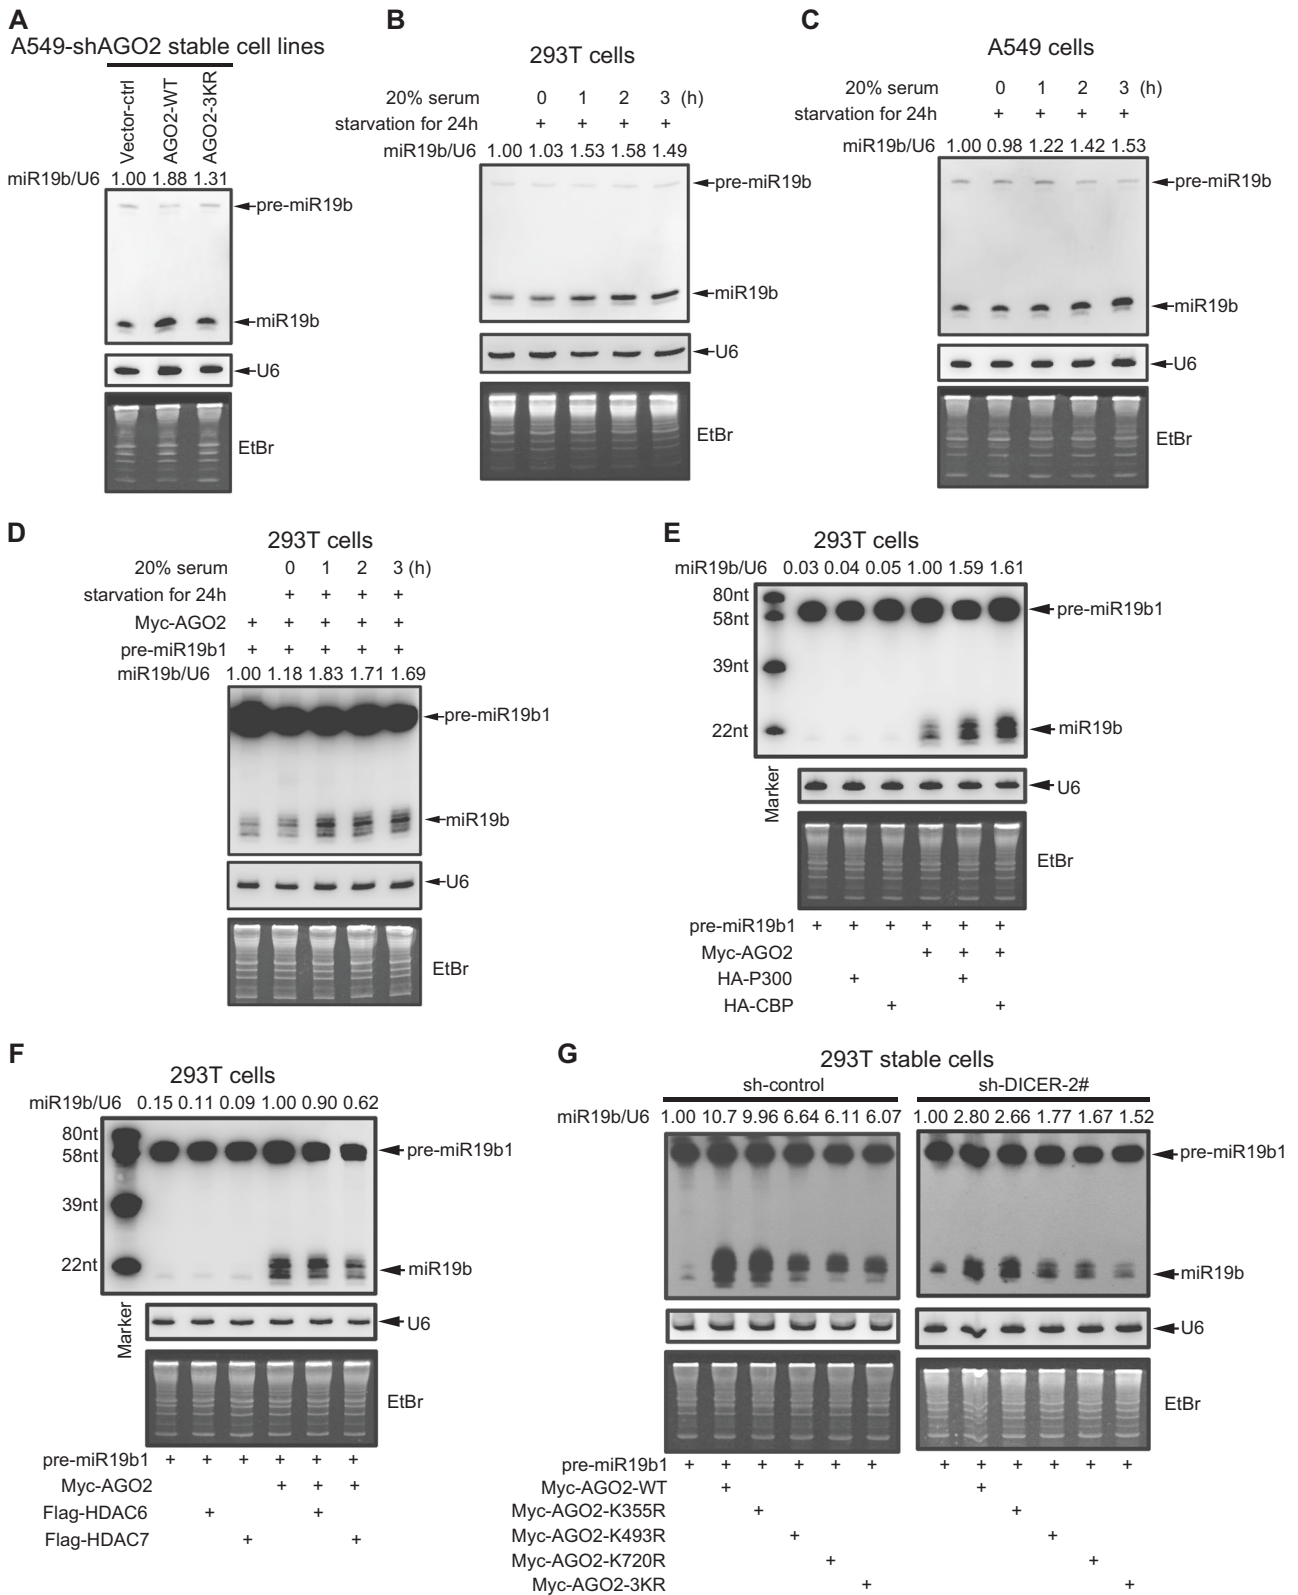 A
A549-shAGO2 stable cell lines
Vector-ctrl
AGO2-WT
AGO2-3KR
miR19b/U6 1.00 1.88 1.31
pre-miR19b
miR19b
U6
EtBr
B
293T cells
20% serum 0 1 2 3 (h)
starvation for 24h + + + +
miR19b/U6 1.00 1.03 1.53 1.58 1.49
pre-miR19b
miR19b
U6
EtBr
C
A549 cells
20% serum 0 1 2 3 (h)
starvation for 24h + + + +
miR19b/U6 1.00 0.98 1.22 1.42 1.53
pre-miR19b
miR19b
U6
EtBr
D
293T cells
20% serum 0 1 2 3 (h)
starvation for 24h + + + +
Myc-AGO2 + + + + +
pre-miR19b1 + + + + +
miR19b/U6 1.00 1.18 1.83 1.71 1.69
pre-miR19b1
miR19b
U6
EtBr
E
293T cells
miR19b/U6 0.03 0.04 0.05 1.00 1.59 1.61
80nt
58nt
39nt
22nt
pre-miR19b1
miR19b
Marker
U6
EtBr
pre-miR19b1 + + + + + +
Myc-AGO2 + + +
HA-P300 + +
HA-CBP + +
F
293T cells
miR19b/U6 0.15 0.11 0.09 1.00 0.90 0.62
80nt
58nt
39nt
22nt
pre-miR19b1
miR19b
Marker
U6
EtBr
pre-miR19b1 + + + + + +
Myc-AGO2 + + +
Flag-HDAC6 + +
Flag-HDAC7 + +
G
293T stable cells
sh-control sh-DICER-2#
miR19b/U6 1.00 10.7 9.96 6.64 6.11 6.07 1.00 2.80 2.66 1.77 1.67 1.52
pre-miR19b1
miR19b
U6
EtBr
pre-miR19b1 + + + + + + + + + + + +
Myc-AGO2-WT + +
Myc-AGO2-K355R + +
Myc-AGO2-K493R + +
Myc-AGO2-K720R + +
Myc-AGO2-3KR + +